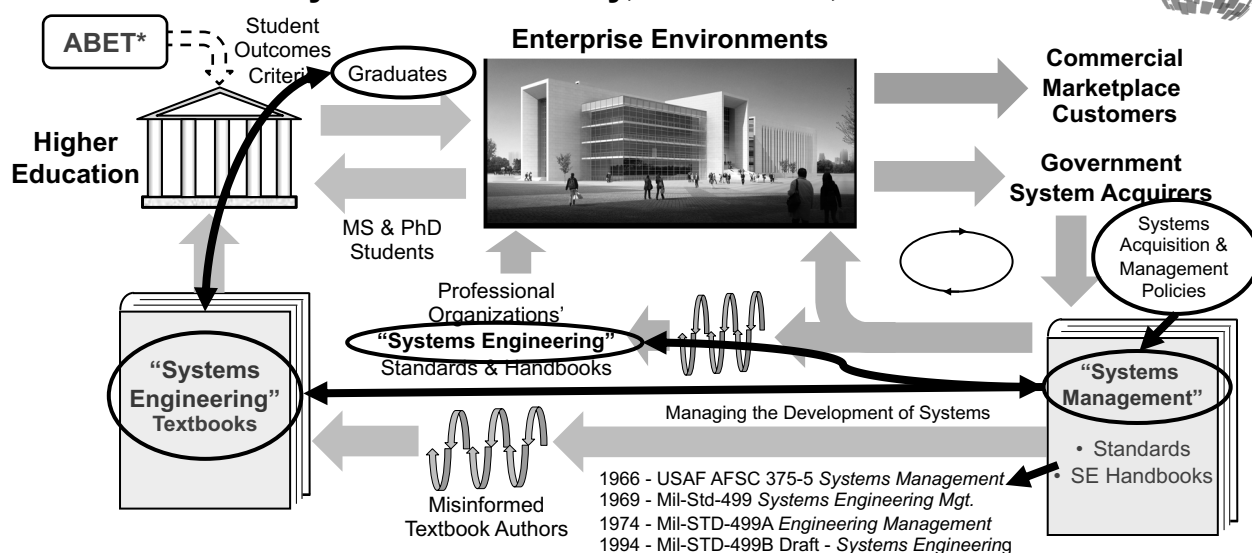 ABET*
Student
Outcomes
Criteria
Graduates
Enterprise Environments
Commercial
Marketplace
Customers
Higher
Education
Government
System Acquirers
MS & PhD
Students
Systems
Acquisition &
Management
Policies
Professional
Organizations’
“Systems Engineering”
Standards & Handbooks
“Systems
Engineering”
Textbooks
“Systems
Management”
• Standards
• SE Handbooks
Managing the Development of Systems
Misinformed
Textbook Authors
1966 - USAF AFSC 375-5 Systems Management
1969 - Mil-Std-499 Systems Engineering Mgt.
1974 - Mil-STD-499A Engineering Management
1994 - Mil-STD-499B Draft - Systems Engineering